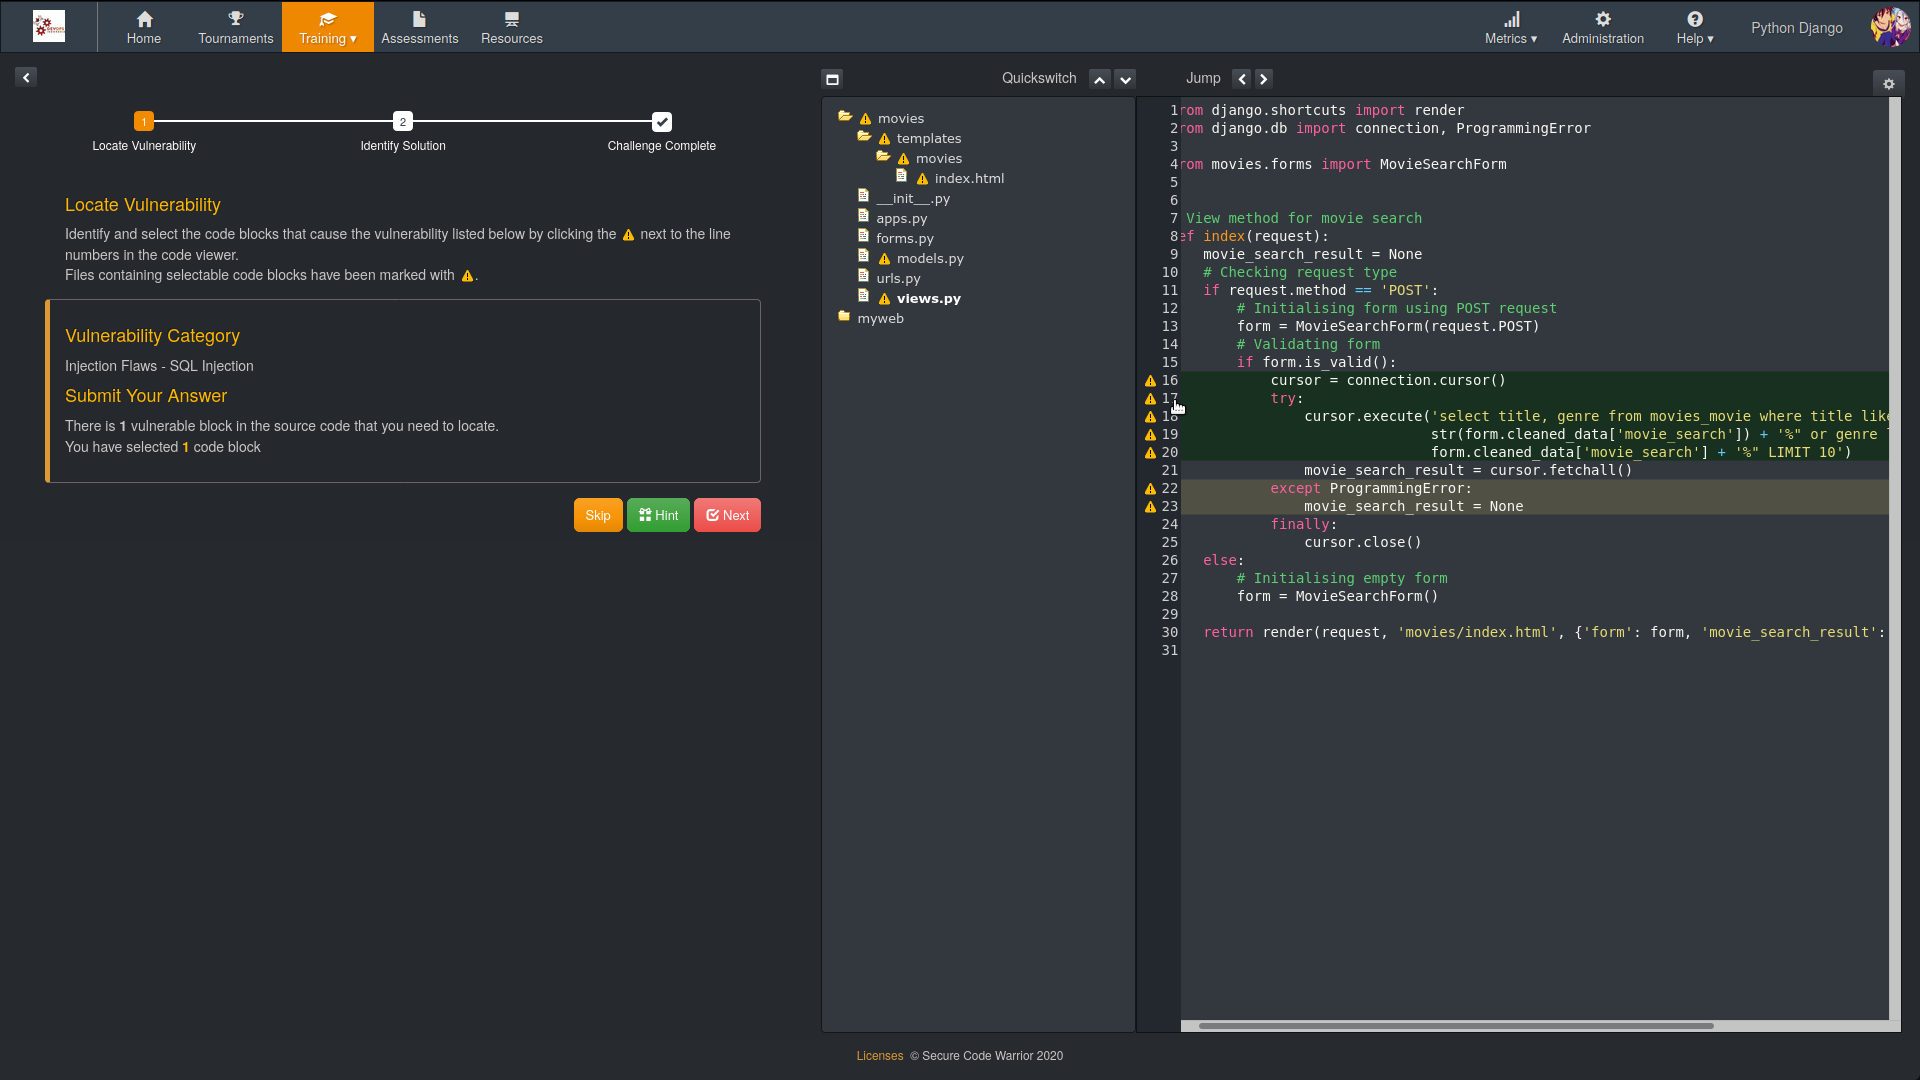 Home
Tournaments
Training ▾
Assessments
Resources
Metrics ▾
Administration
Help ▾
Python Django
Quickswitch
Jump
1
2
Locate Vulnerability
Identify Solution
Challenge Complete
Locate Vulnerability
Identify and select the code blocks that cause the vulnerability listed below by clicking the next to the line
numbers in the code viewer.
Files containing selectable code blocks have been marked with .
Vulnerability Category
Injection Flaws - SQL Injection
Submit Your Answer
There is 1 vulnerable block in the source code that you need to locate.
You have selected 1 code block
Skip
Hint
Next
movies
templates
movies
index.html
__init__.py
apps.py
forms.py
models.py
urls.py
views.py
myweb
1 rom django.shortcuts import render
2 rom django.db import connection, ProgrammingError
3
4 rom movies.forms import MovieSearchForm
5
6
7 View method for movie search
8 ef index(request):
9 movie_search_result = None
10 # Checking request type
11 if request.method == 'POST':
12 # Initialising form using POST request
13 form = MovieSearchForm(request.POST)
14 # Validating form
15 if form.is_valid():
16 cursor = connection.cursor()
17 try:
18 cursor.execute('select title, genre from movies_movie where title like
19 str(form.cleaned_data['movie_search']) + '%" or genre
20 form.cleaned_data['movie_search'] + '%" LIMIT 10')
21 movie_search_result = cursor.fetchall()
22 except ProgrammingError:
23 movie_search_result = None
24 finally:
25 cursor.close()
26 else:
27 # Initialising empty form
28 form = MovieSearchForm()
29
30 return render(request, 'movies/index.html', {'form': form, 'movie_search_result':
31
Licenses © Secure Code Warrior 2020